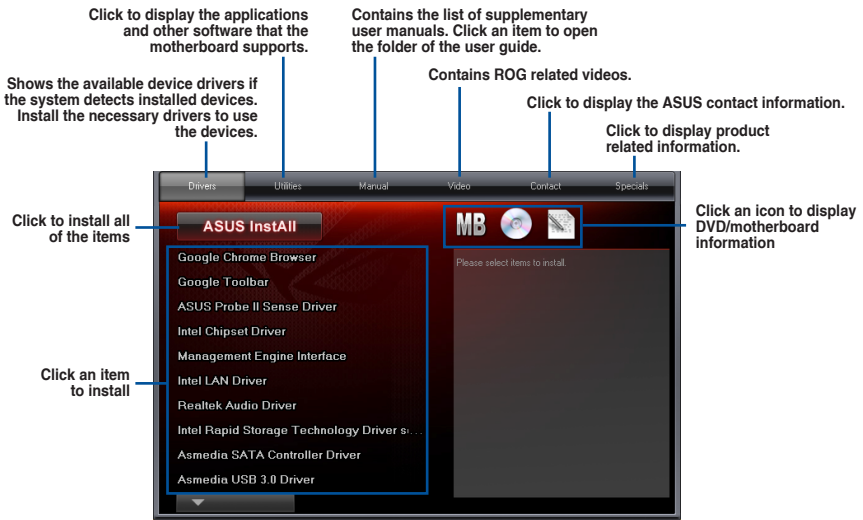 Click to display the applications
and other software that the
motherboard supports.
Contains the list of supplementary
user manuals. Click an item to open
the folder of the user guide.
Contains ROG related videos.
Shows the available device drivers if
the system detects installed devices.
Install the necessary drivers to use
the devices.
Click to display the ASUS contact information.
Click to display product
related information.
Drivers Utilities Manual Video Contact Specials
Click to install all
of the items
ASUS InstAll
MB
Click an icon to display
DVD/motherboard
information
Google Chrome Browser
Please select items to install.
Google Toolbar
ASUS Probe II Sense Driver
Intel Chipset Driver
Management Engine Interface
Click an item
to install
Intel LAN Driver
Realtek Audio Driver
Intel Rapid Storage Technology Driver s...
Asmedia SATA Controller Driver
Asmedia USB 3.0 Driver